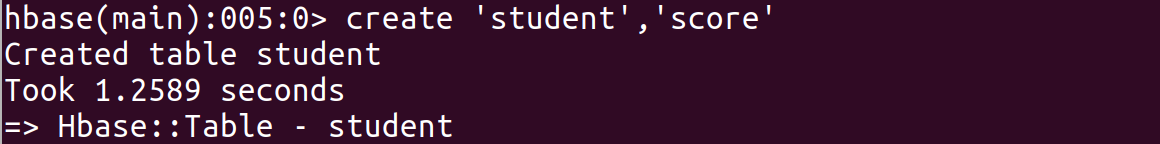 hbase(main):005:0> create 'student','score'
Created table student
Took 1.2589 seconds
=> Hbase::Table - student